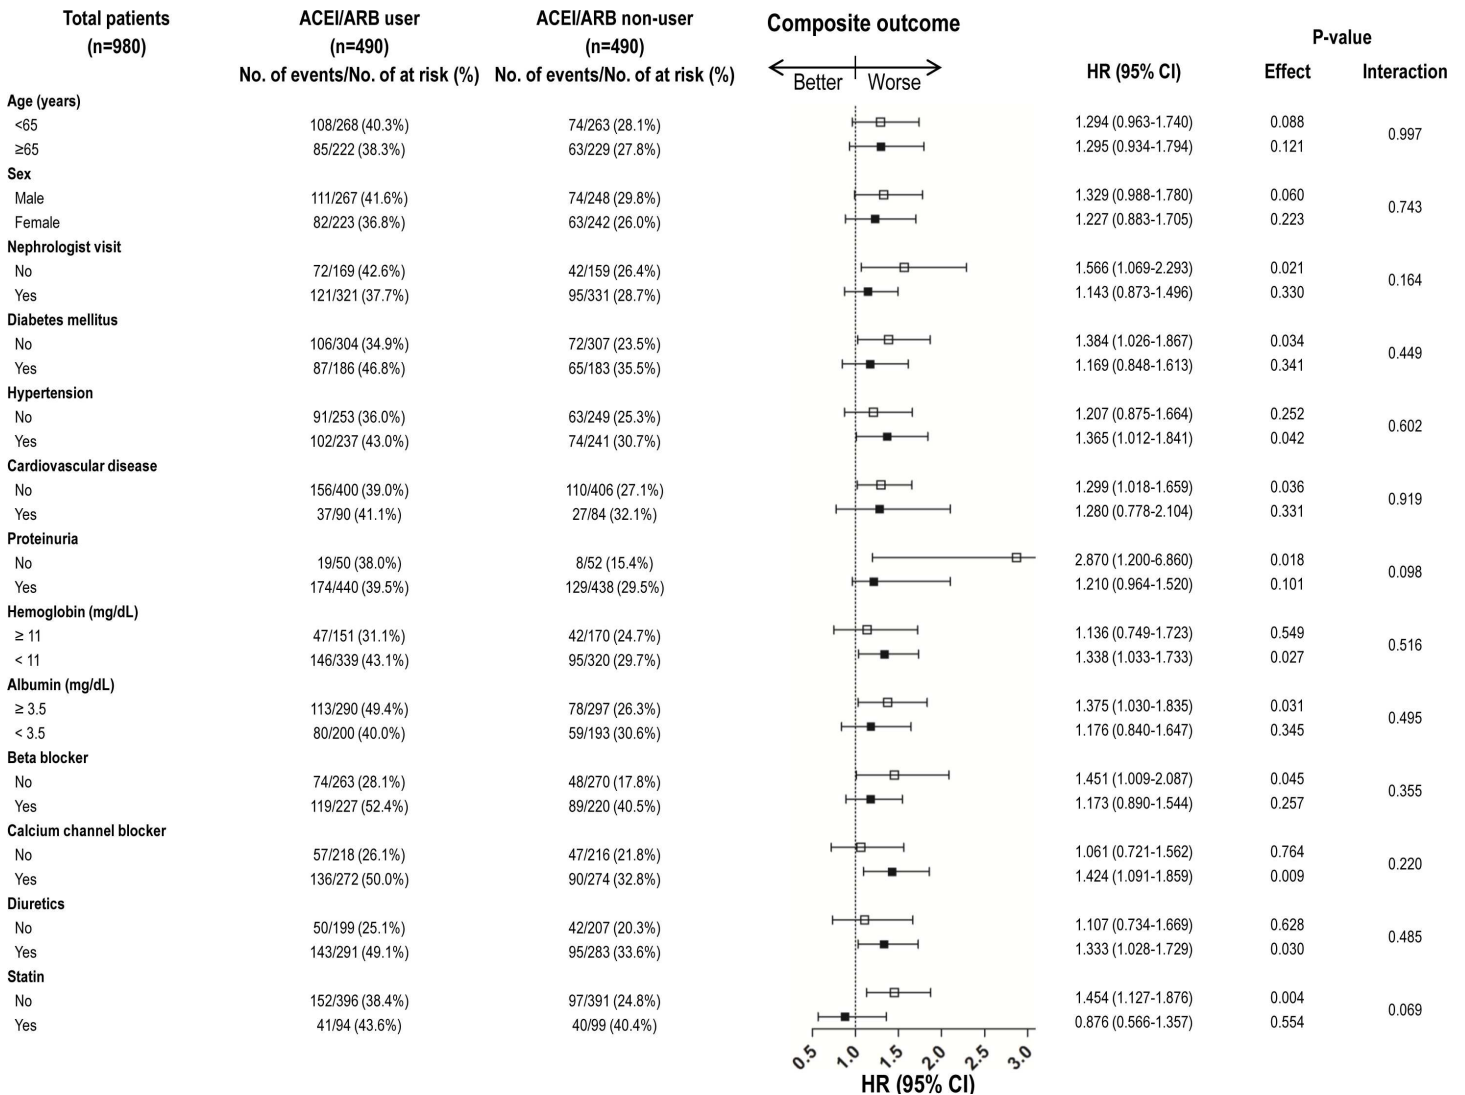 Total patients (n=980) ACEI/ARB user (n=490) ACEI/ARB non-user (n=490) Composite outcome P-value
No. of events/No. of at risk (%) No. of events/No. of at risk (%) Better Worse HR (95% CI) Effect Interaction
Age (years)
<65 108/268 (40.3%) 74/263 (28.1%) 1.294 (0.963-1.740) 0.088
0.997
≥65 85/222 (38.3%) 63/229 (27.8%) 1.295 (0.934-1.794) 0.121
Sex
Male 111/267 (41.6%) 74/248 (29.8%) 1.329 (0.988-1.780) 0.060
0.743
Female 82/223 (36.8%) 63/242 (26.0%) 1.227 (0.883-1.705) 0.223
Nephrologist visit
No 72/169 (42.6%) 42/159 (26.4%) 1.566 (1.069-2.293) 0.021
0.164
Yes 121/321 (37.7%) 95/331 (28.7%) 1.143 (0.873-1.496) 0.330
Diabetes mellitus
No 106/304 (34.9%) 72/307 (23.5%) 1.384 (1.026-1.867) 0.034
0.449
Yes 87/186 (46.8%) 65/183 (35.5%) 1.169 (0.848-1.613) 0.341
Hypertension
No 91/253 (36.0%) 63/249 (25.3%) 1.207 (0.875-1.664) 0.252
0.602
Yes 102/237 (43.0%) 74/241 (30.7%) 1.365 (1.012-1.841) 0.042
Cardiovascular disease
No 156/400 (39.0%) 110/406 (27.1%) 1.299 (1.018-1.659) 0.036
0.919
Yes 37/90 (41.1%) 27/84 (32.1%) 1.280 (0.778-2.104) 0.331
Proteinuria
No 19/50 (38.0%) 8/52 (15.4%) 2.870 (1.200-6.860) 0.018
0.098
Yes 174/440 (39.5%) 129/438 (29.5%) 1.210 (0.964-1.520) 0.101
Hemoglobin (mg/dL)
≥ 11 47/151 (31.1%) 42/170 (24.7%) 1.136 (0.749-1.723) 0.549
0.516
< 11 146/339 (43.1%) 95/320 (29.7%) 1.338 (1.033-1.733) 0.027
Albumin (mg/dL)
≥ 3.5 113/290 (49.4%) 78/297 (26.3%) 1.375 (1.030-1.835) 0.031
0.495
< 3.5 80/200 (40.0%) 59/193 (30.6%) 1.176 (0.840-1.647) 0.345
Beta blocker
No 74/263 (28.1%) 48/270 (17.8%) 1.451 (1.009-2.087) 0.045
0.355
Yes 119/227 (52.4%) 89/220 (40.5%) 1.173 (0.890-1.544) 0.257
Calcium channel blocker
No 57/218 (26.1%) 47/216 (21.8%) 1.061 (0.721-1.562) 0.764
0.220
Yes 136/272 (50.0%) 90/274 (32.8%) 1.424 (1.091-1.859) 0.009
Diuretics
No 50/199 (25.1%) 42/207 (20.3%) 1.107 (0.734-1.669) 0.628
0.485
Yes 143/291 (49.1%) 95/283 (33.6%) 1.333 (1.028-1.729) 0.030
Statin
No 152/396 (38.4%) 97/391 (24.8%) 1.454 (1.127-1.876) 0.004
0.069
Yes 41/94 (43.6%) 40/99 (40.4%) 0.876 (0.566-1.357) 0.554
0.5 1.0 1.5 2.0 2.5 3.0
HR (95% CI)